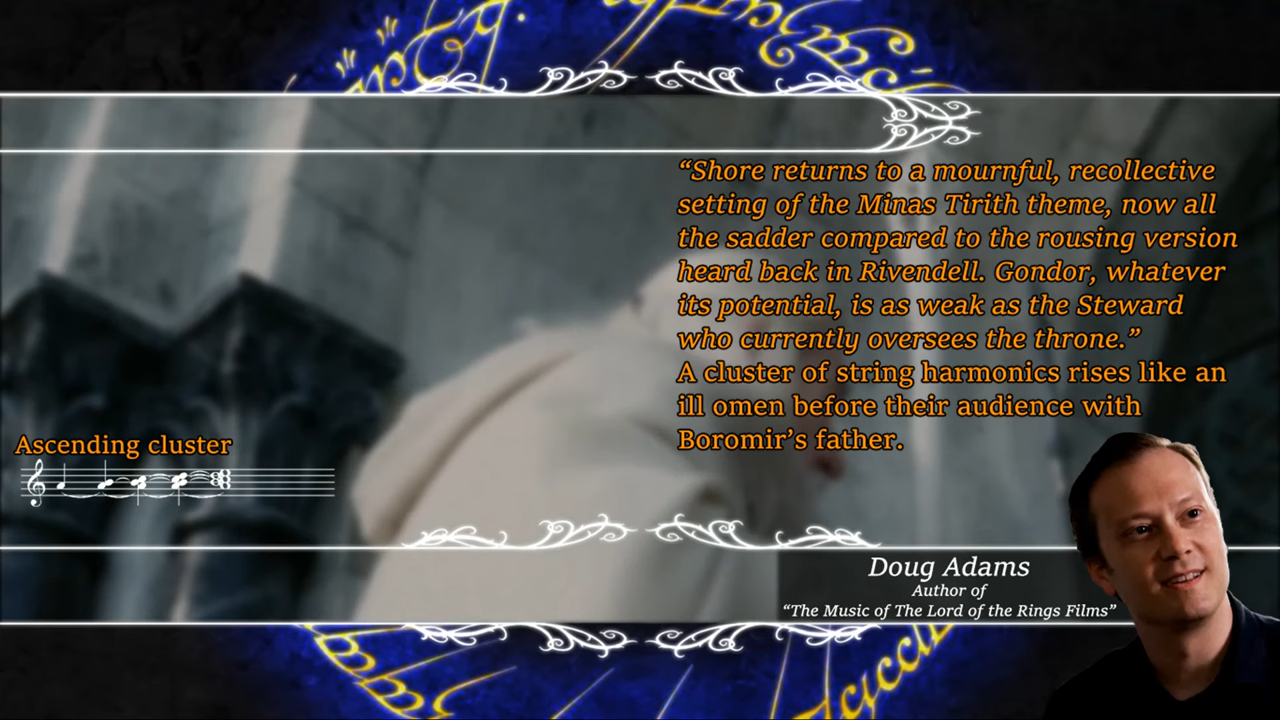 “Shore returns to a mournful, recollective
setting of the Minas Tirith theme, now all
the sadder compared to the rousing version
heard back in Rivendell. Gondor, whatever
its potential, is as weak as the Steward
who currently oversees the throne.”
A cluster of string harmonics rises like an
ill omen before their audience with
Boromir’s father.
Ascending cluster
Doug Adams
Author of
“The Music of The Lord of the Rings Films”